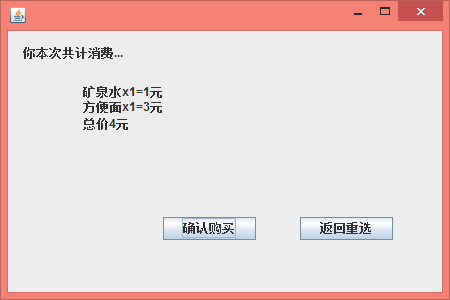 你本次共计消费...
矿泉水x1=1元
方便面x1=3元
总价4元
确认购买
返回重选